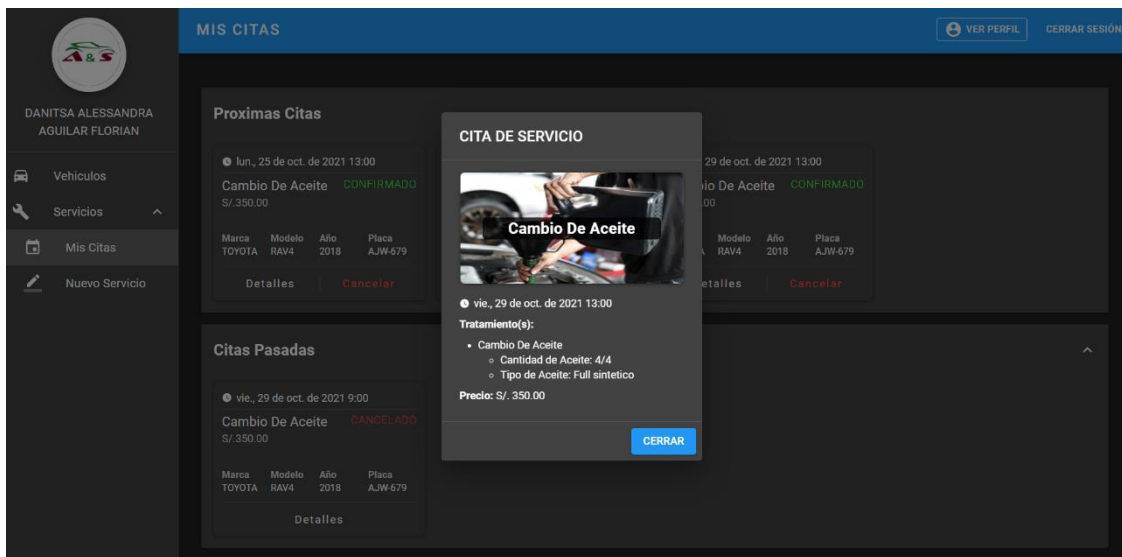 A & S
DANITSA ALESSANDRA
AGUILAR FLORIAN
Vehiculos
Servicios
Mis Citas
Nuevo Servicio
MIS CITAS
VER PERFIL
CERRAR SESIÓN
Proximas Citas
lun., 25 de oct. de 2021 13:00
Cambio De Aceite CONFIRMADO
S/.350.00
Marca Modelo Año Placa
TOYOTA RAV4 2018 AJW-679
Detalles Cancelar
29 de oct. de 2021 13:00
io De Aceite CONFIRMADO
00
Modelo Año Placa
RAV4 2018 AJW-679
etalles Cancelar
CITA DE SERVICIO
Cambio De Aceite
vie., 29 de oct. de 2021 13:00
Tratamiento(s):
• Cambio De Aceite
◦ Cantidad de Aceite: 4/4
◦ Tipo de Aceite: Full sintetico
Precio: S/. 350.00
CERRAR
Citas Pasadas
vie., 29 de oct. de 2021 9:00
Cambio De Aceite CANCELADO
S/.350.00
Marca Modelo Año Placa
TOYOTA RAV4 2018 AJW-679
Detalles